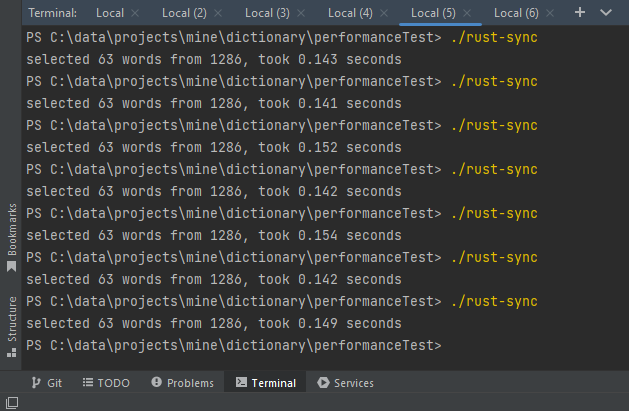 Terminal: Local × Local (2) × Local (3) × Local (4) × Local (5) × Local (6) × +
PS C:\data\projects\mine\dictionary\performanceTest> ./rust-sync
selected 63 words from 1286, took 0.143 seconds
PS C:\data\projects\mine\dictionary\performanceTest> ./rust-sync
selected 63 words from 1286, took 0.141 seconds
PS C:\data\projects\mine\dictionary\performanceTest> ./rust-sync
selected 63 words from 1286, took 0.152 seconds
PS C:\data\projects\mine\dictionary\performanceTest> ./rust-sync
selected 63 words from 1286, took 0.142 seconds
PS C:\data\projects\mine\dictionary\performanceTest> ./rust-sync
selected 63 words from 1286, took 0.154 seconds
PS C:\data\projects\mine\dictionary\performanceTest> ./rust-sync
selected 63 words from 1286, took 0.142 seconds
PS C:\data\projects\mine\dictionary\performanceTest> ./rust-sync
selected 63 words from 1286, took 0.149 seconds
PS C:\data\projects\mine\dictionary\performanceTest>
Bookmarks
Structure
Git TODO Problems Terminal Services